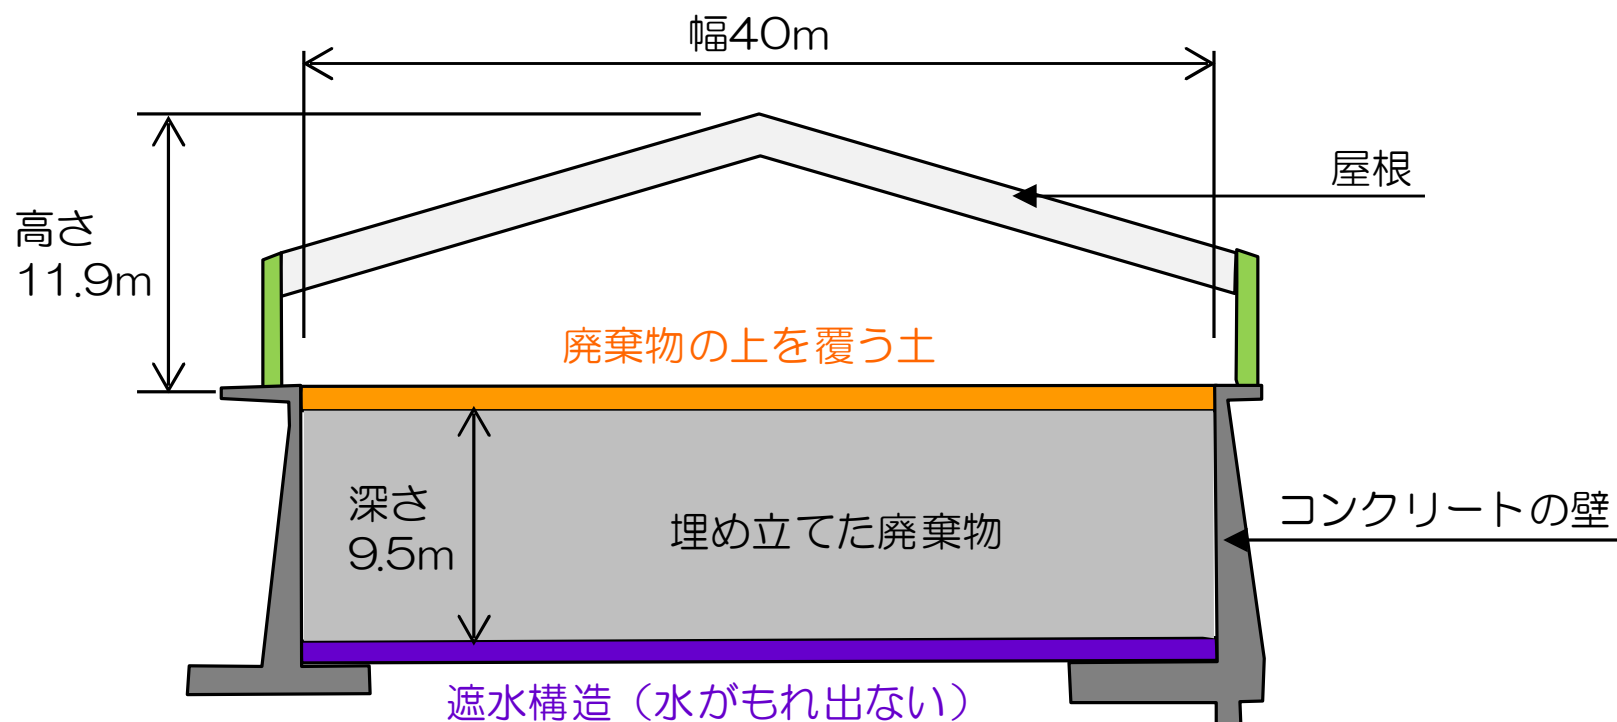 幅40m
屋根
高さ
11.9m
廃棄物の上を覆う土
深さ
9.5m
埋め立てた廃棄物
コンクリートの壁
遮水構造（水がもれ出ない）